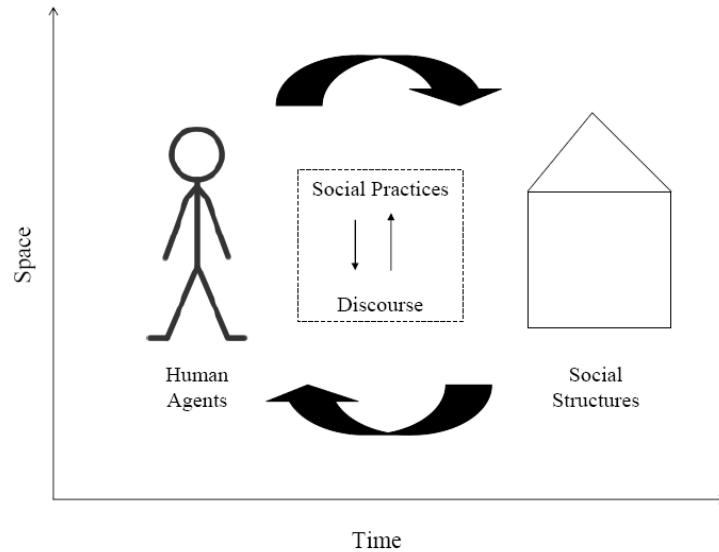 Social Practices
Space
Discourse
Human
Agents
Social
Structures
Time